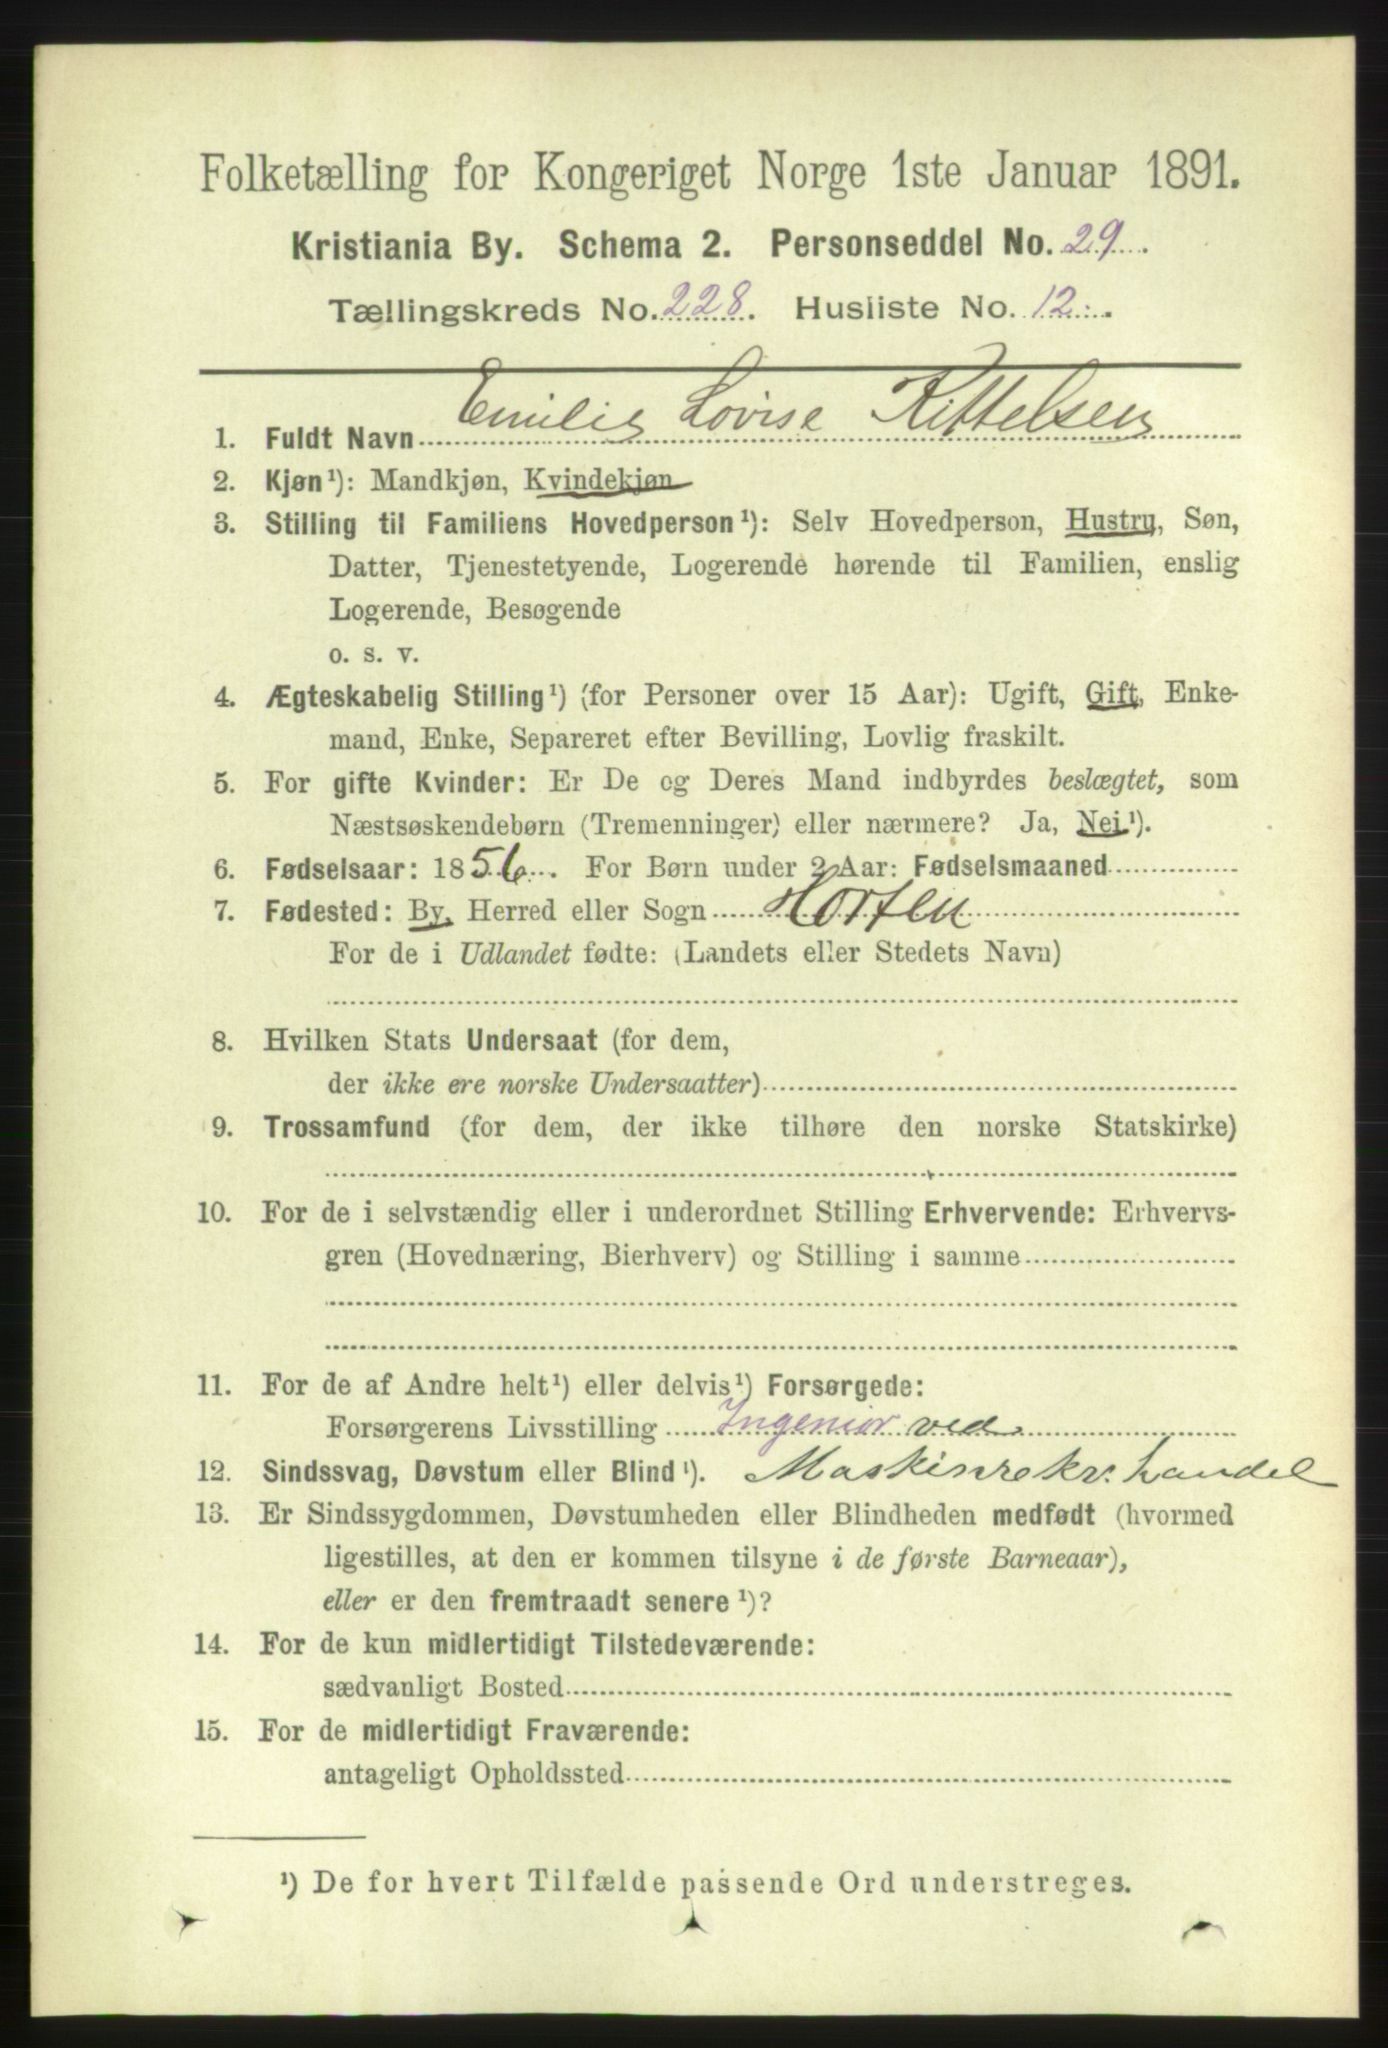 Folketælling for Kongeriget Norge 1ste Januar 1891.
Kristiania By. Schema 2. Personseddel No. 29.
Tællingskreds No. 228. Husliste No. 12.
1. Fuldt Navn Emilie Lovise Kittelsen
2. Kjøn¹): Mandkjøn, Kvindekjøn
3. Stilling til Familiens Hovedperson¹): Selv Hovedperson, Hustru, Søn,
Datter, Tjenestetyende, Logerende hørende til Familien, enslig
Logerende, Besøgende
o. s. v.
4. Ægteskabelig Stilling¹) (for Personer over 15 Aar): Ugift, Gift, Enke-
mand, Enke, Separeret efter Bevilling, Lovlig fraskilt.
5. For gifte Kvinder: Er De og Deres Mand indbyrdes beslægtet, som
Næstsøskendebørn (Tremenninger) eller nærmere? Ja, Nei¹).
6. Fødselsaar: 1856. For Børn under 2 Aar: Fødselsmaaned
7. Fødested: By, Herred eller Sogn Horten
For de i Udlandet fødte: (Landets eller Stedets Navn)
8. Hvilken Stats Undersaat (for dem,
der ikke ere norske Undersaatter)
9. Trossamfund (for dem, der ikke tilhøre den norske Statskirke)
10. For de i selvstændig eller i underordnet Stilling Erhvervende: Erhvervs-
gren (Hovednæring, Bierhverv) og Stilling i samme
11. For de af Andre helt¹) eller delvis¹) Forsørgede:
Forsørgerens Livsstilling Ingeniør ved
12. Sindssvag, Døvstum eller Blind¹). Maskinrekv. handel
13. Er Sindssygdommen, Døvstumheden eller Blindheden medfødt (hvormed
ligestilles, at den er kommen tilsyne i de første Barneaar),
eller er den fremtraadt senere¹)?
14. For de kun midlertidigt Tilstedeværende:
sædvanligt Bosted
15. For de midlertidigt Fraværende:
antageligt Opholdssted
¹) De for hvert Tilfælde passende Ord understreges.